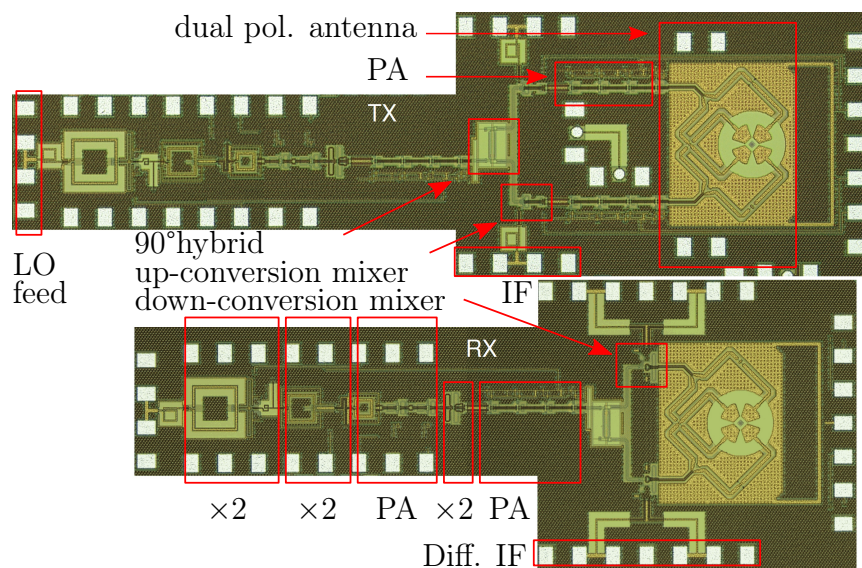 dual pol. antenna
PA
TX
90°hybrid
up-conversion mixer
down-conversion mixer
LO
feed
IF
RX
×2
×2
PA
×2
PA
Diff. IF